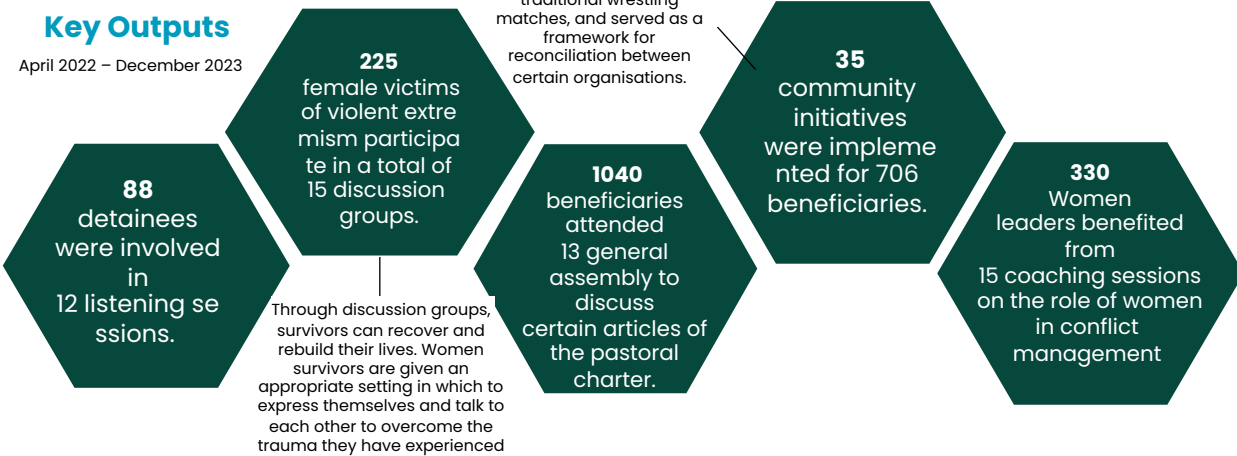 Key Outputs
April 2022 – December 2023
88
detainees
were involved
in
12 listening se
ssions.
225
female victims
of violent extre
mism participa
te in a total of
15 discussion
groups.
Through discussion groups,
survivors can recover and
rebuild their lives. Women
survivors are given an
appropriate setting in which to
express themselves and talk to
each other to overcome the
trauma they have experienced
traditional wrestling
matches, and served as a
framework for
reconciliation between
certain organisations.
1040
beneficiaries
attended
13 general
assembly to
discuss
certain articles of
the pastoral
charter.
35
community
initiatives
were impleme
nted for 706
beneficiaries.
330
Women
leaders benefited
from
15 coaching sessions
on the role of women
in conflict
management